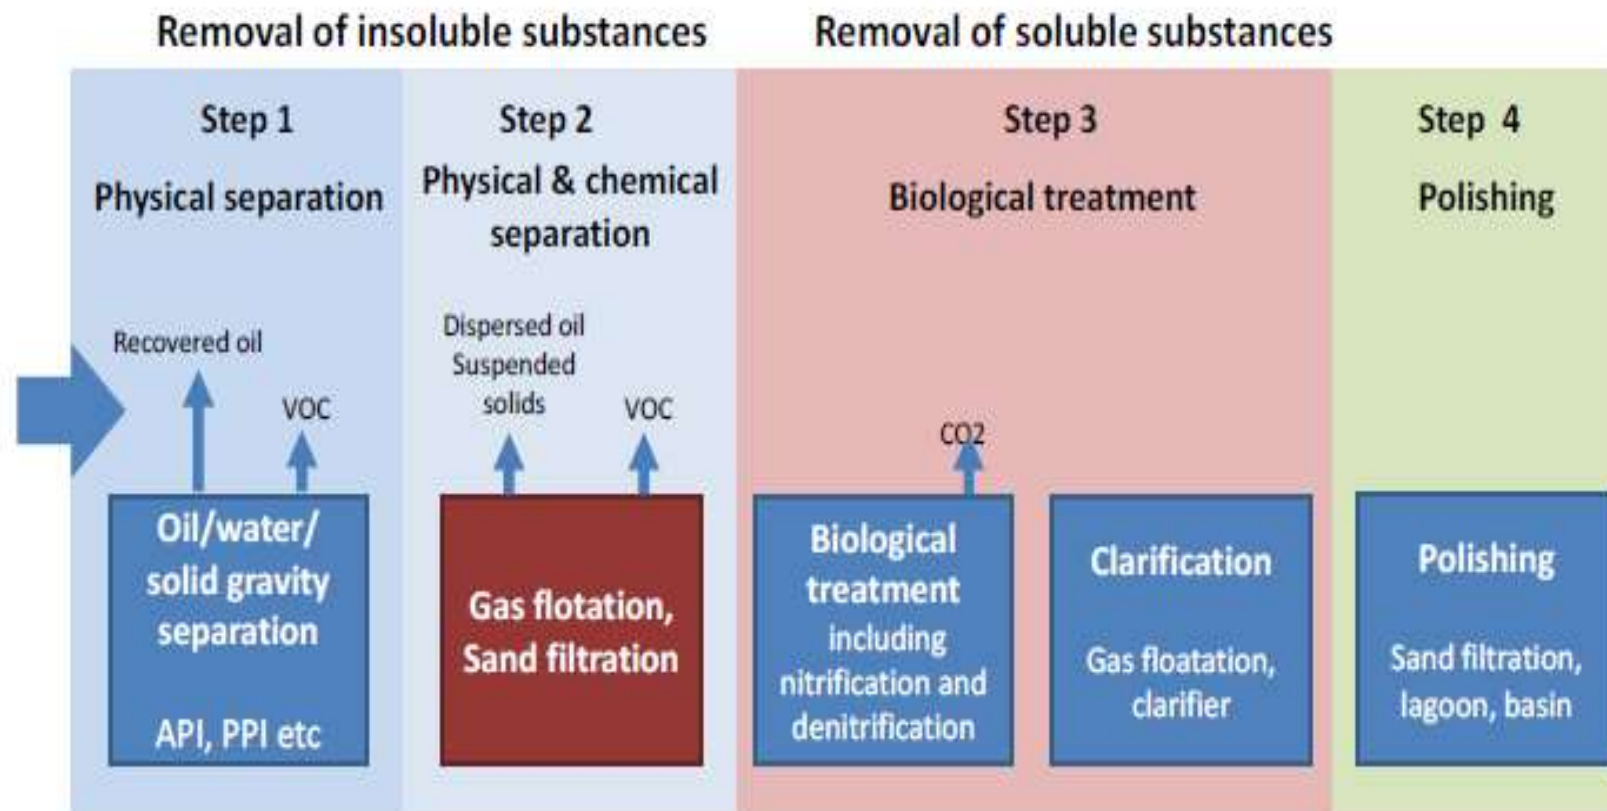 Removal of insoluble substances
Removal of soluble substances
Step 1
Physical separation
Recovered oil
VOC
Oil/water/
solid gravity
separation
API, PPI etc
Step 2
Physical & chemical
separation
Dispersed oil
Suspended
solids
VOC
Gas flotation,
Sand filtration
Step 3
Biological treatment
CO2
Biological
treatment
including
nitrification and
denitrification
Clarification
Gas floatation,
clarifier
Step 4
Polishing
Polishing
Sand filtration,
lagoon, basin